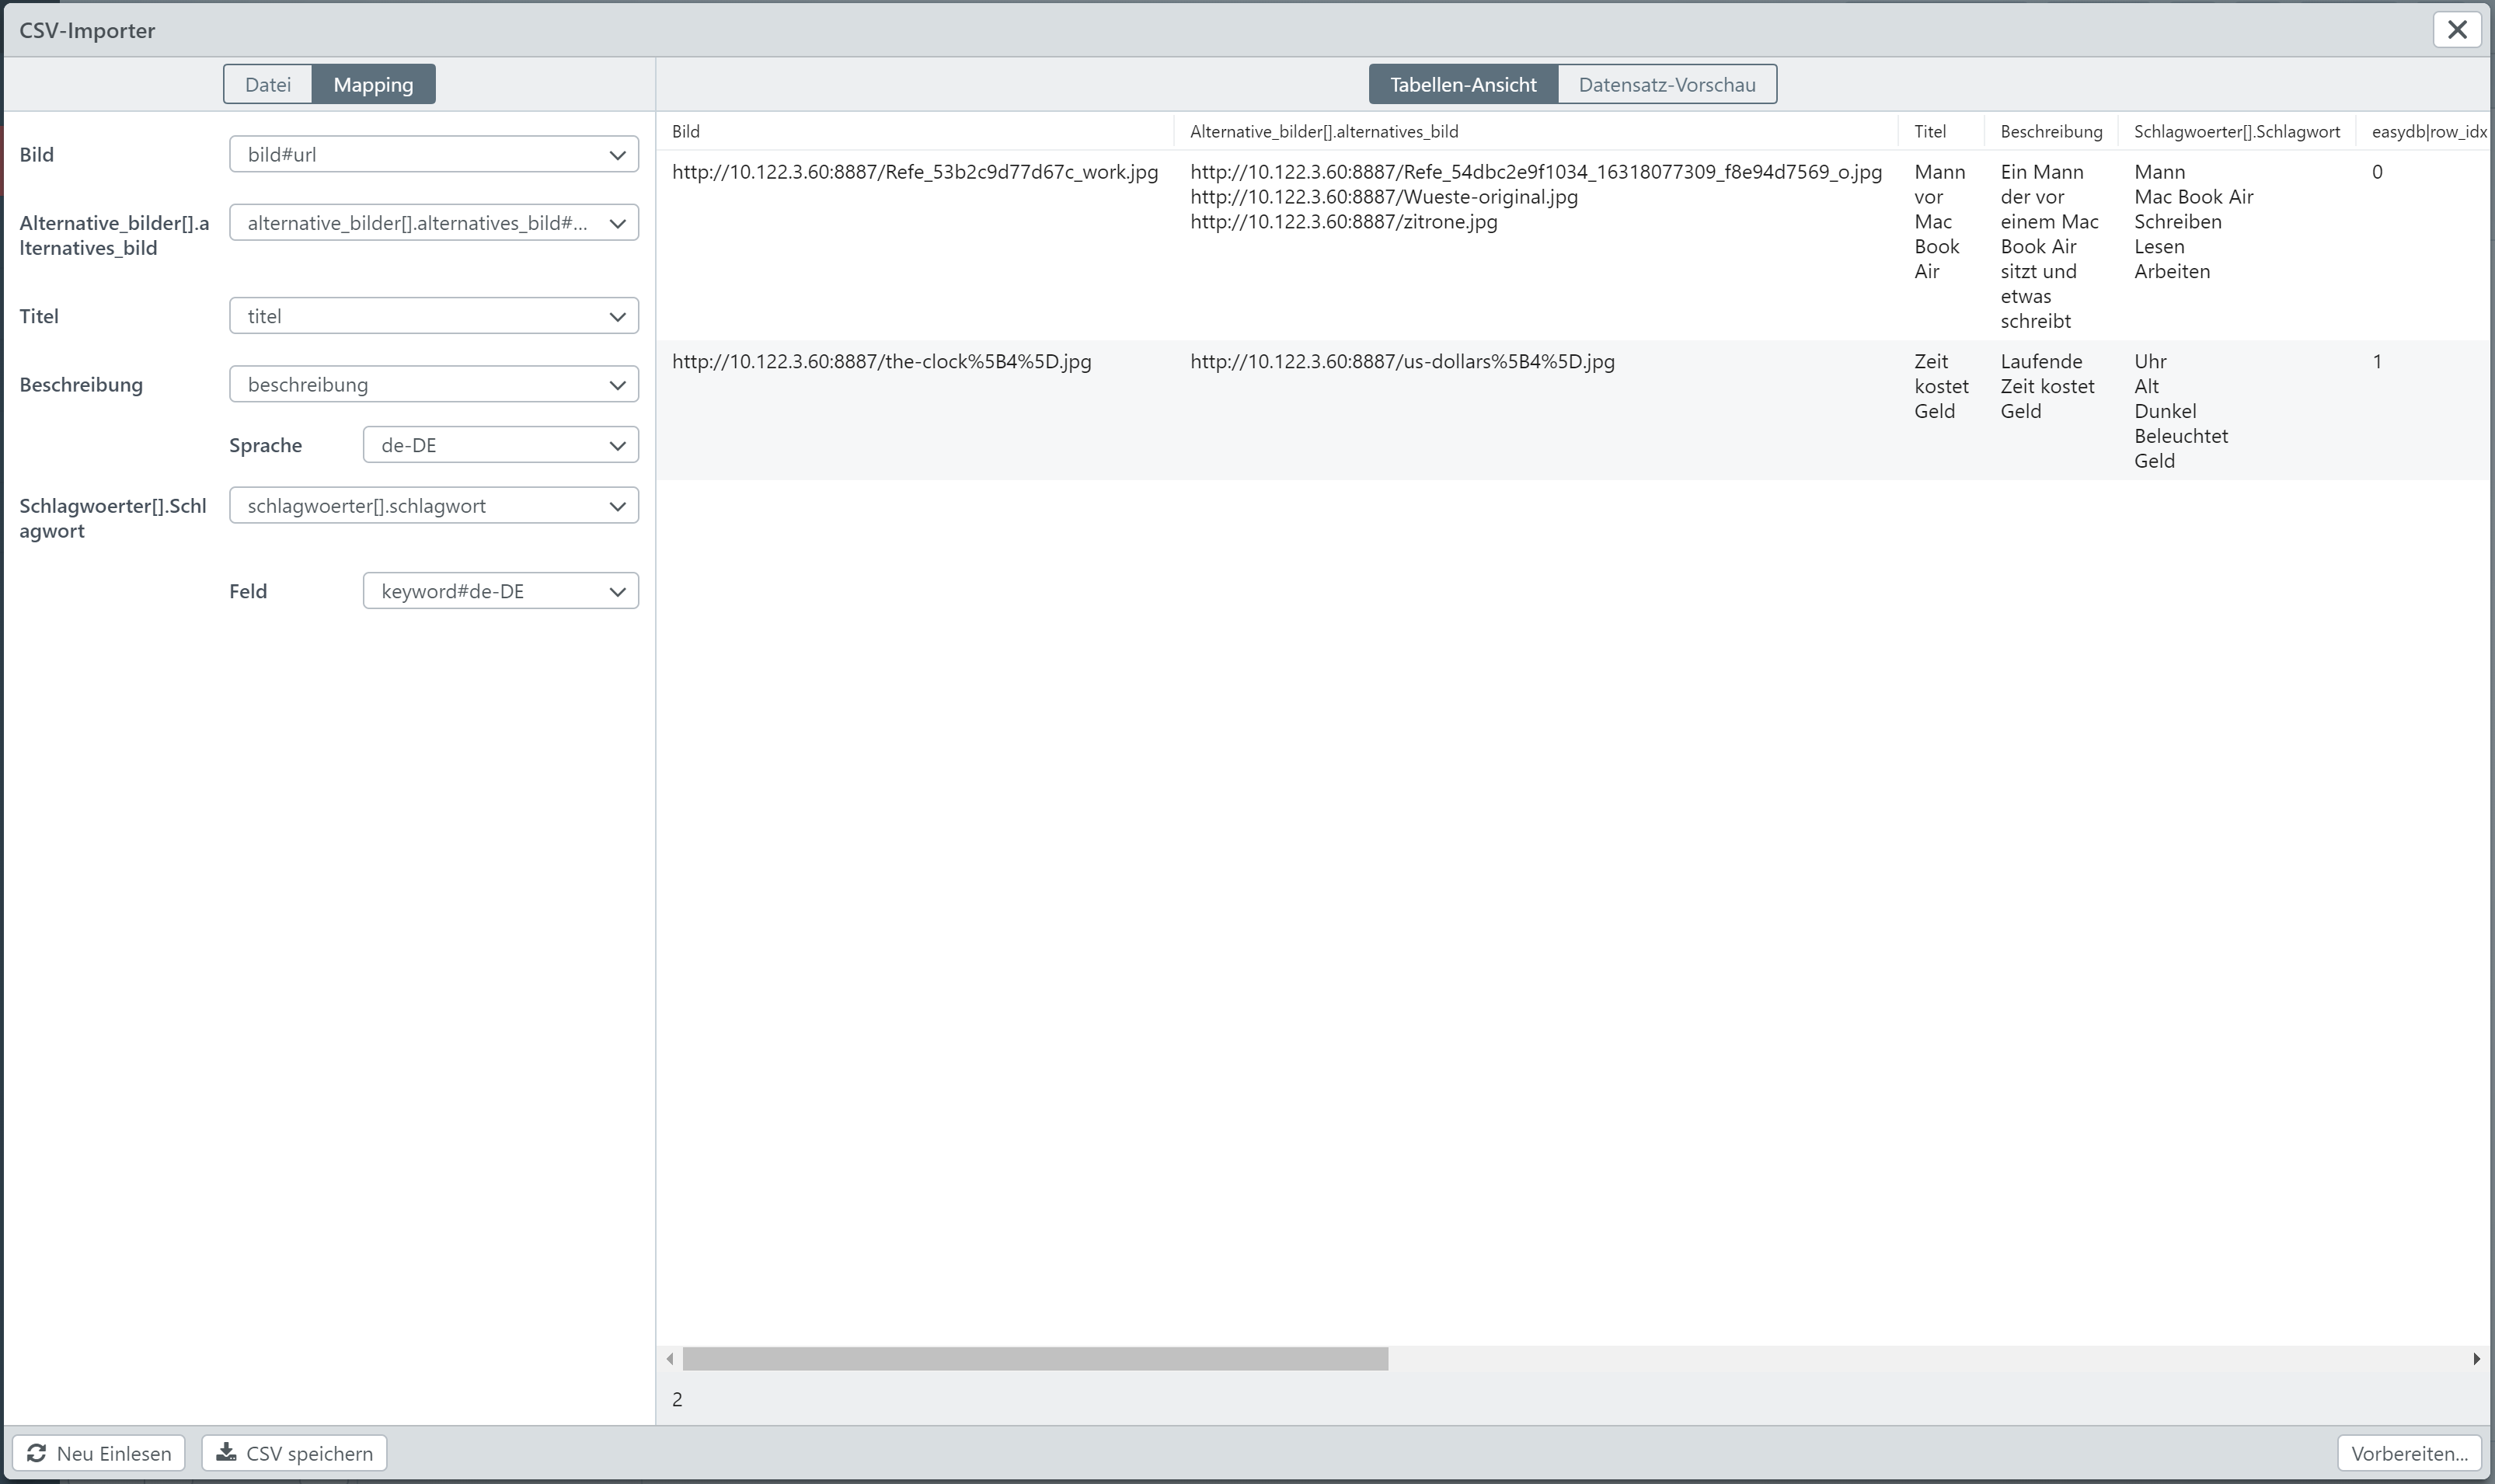 CSV-Importer
Datei
Mapping
Tabellen-Ansicht
Datensatz-Vorschau
Bild
bild#url
Alternative_bilder[].a
lternatives_bild
alternative_bilder[].alternatives_bild#...
Titel
titel
Beschreibung
beschreibung
Sprache
de-DE
Schlagwoerter[].Schl
agwort
schlagwoerter[].schlagwort
Feld
keyword#de-DE
Bild
Alternative_bilder[].alternatives_bild
Titel
Beschreibung
Schlagwoerter[].Schlagwort
easydb|row_idx
http://10.122.3.60:8887/Refe_53b2c9d77d67c_work.jpg
http://10.122.3.60:8887/Refe_54dbc2e9f1034_16318077309_f8e94d7569_o.jpg
http://10.122.3.60:8887/Wueste-original.jpg
http://10.122.3.60:8887/zitrone.jpg
Mann
vor
Mac
Book
Air
Ein Mann
der vor
einem Mac
Book Air
sitzt und
etwas
schreibt
Mann
Mac Book Air
Schreiben
Lesen
Arbeiten
0
http://10.122.3.60:8887/the-clock%5B4%5D.jpg
http://10.122.3.60:8887/us-dollars%5B4%5D.jpg
Zeit
kostet
Geld
Laufende
Zeit kostet
Geld
Uhr
Alt
Dunkel
Beleuchtet
Geld
1
2
Neu Einlesen
CSV speichern
Vorbereiten...